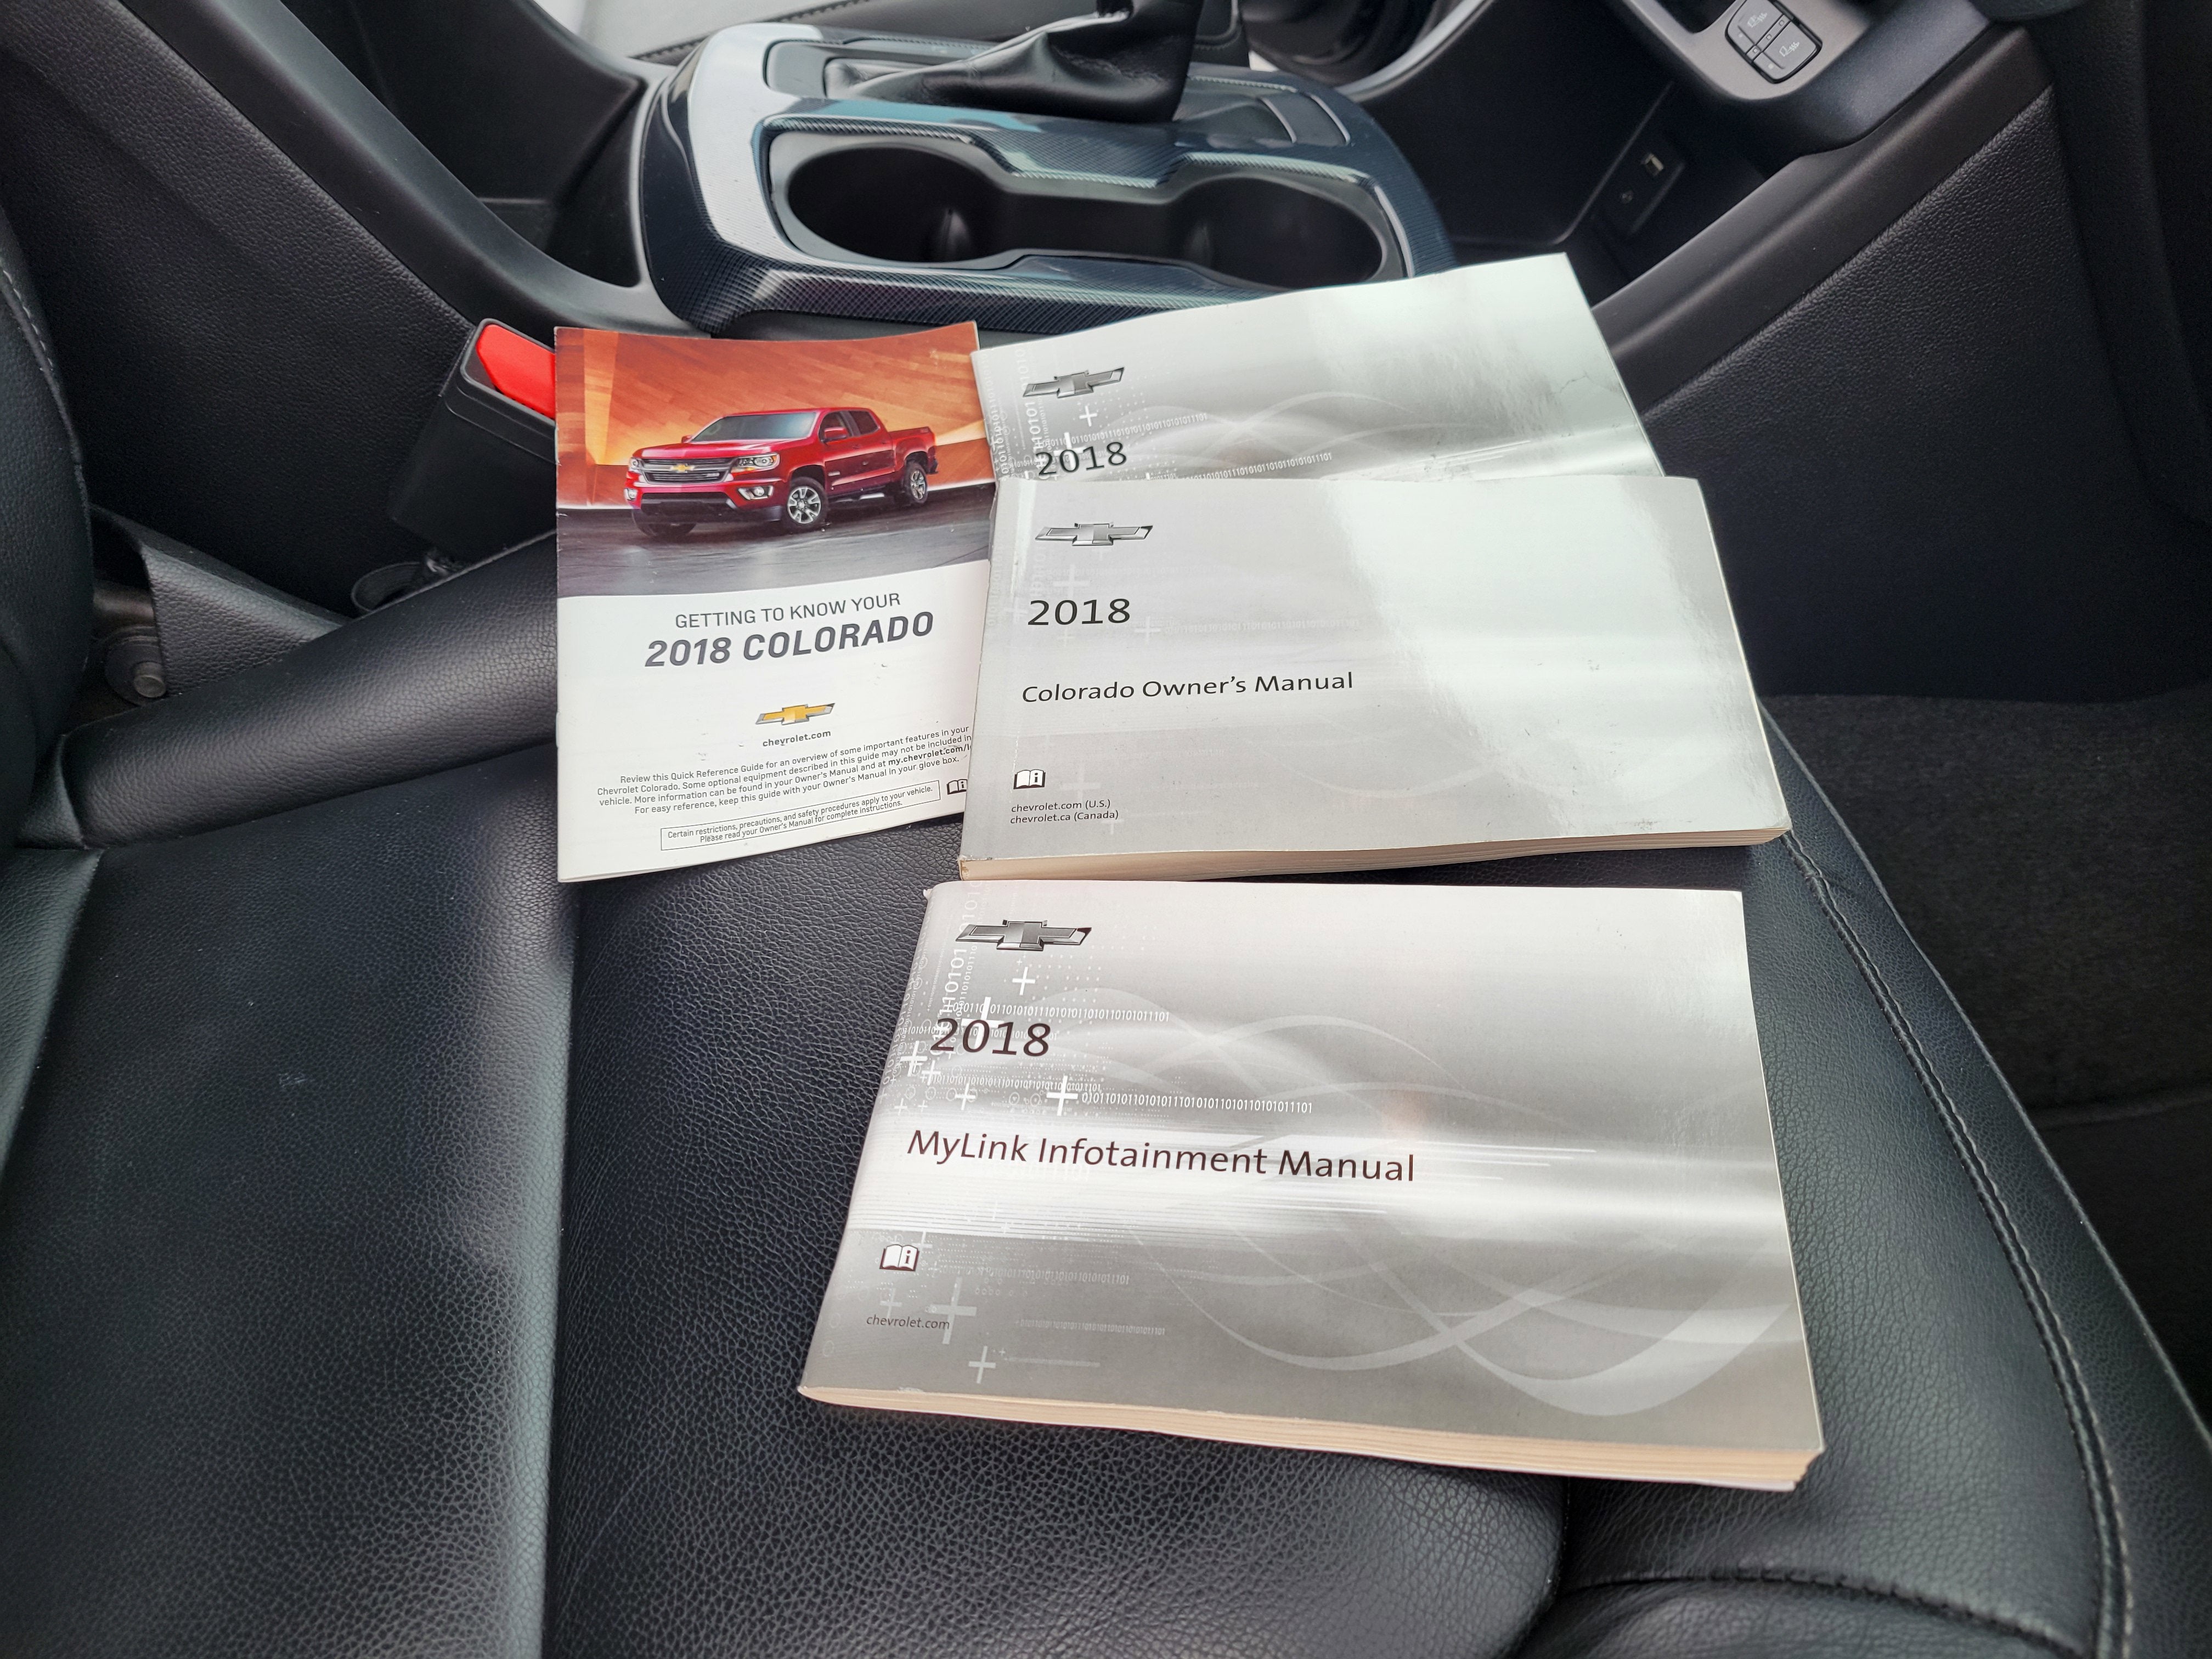 GETTING TO KNOW YOUR
2018 COLORADO
chevrolet.com
Review this Quick Reference Guide for an overview of some important features in your
Chevrolet Colorado. Some optional equipment described in this guide may not be included in
vehicle. More information can be found in your Owner's Manual and at my.chevrolet.com/l
For easy reference, keep this guide with your Owner's Manual in your glove box.
Certain restrictions, precautions, and safety procedures apply to your vehicle.
Please read your Owner's Manual for complete instructions.
2018
2018
Colorado Owner's Manual
chevrolet.com (U.S.)
chevrolet.ca (Canada)
2018
MyLink Infotainment Manual
chevrolet.com